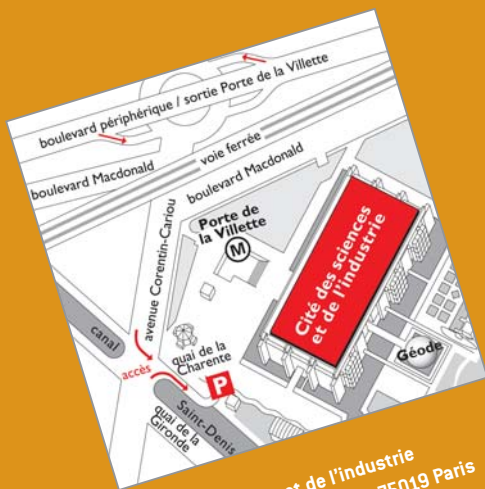 boulevard périphérique / sortie Porte de la Villette
boulevard Macdonald
voie ferrée
boulevard Macdonald
avenue Corentin-Cariou
Porte de
la Villette
M
Cité des sciences
et de l'industrie
Géode
canal
accès
quai de la
Charente
P
Saint-Denis
quai de la
Gironde
et de l'industrie
75019 Paris